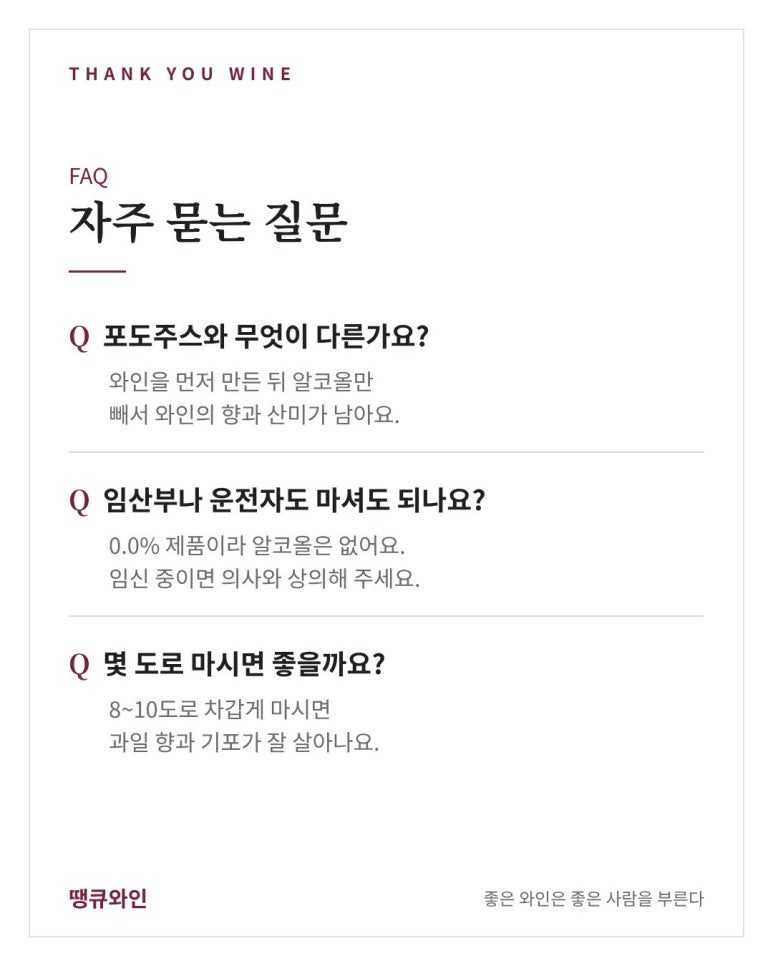 THANK YOU WINE
FAQ
자주 묻는 질문
Q 포도주스와 무엇이 다른가요?
와인을 먼저 만든 뒤 알코올만
빼서 와인의 향과 산미가 남아요.
Q 임산부나 운전자도 마셔도 되나요?
0.0% 제품이라 알코올은 없어요.
임신 중이면 의사와 상의해 주세요.
Q 몇 도로 마시면 좋을까요?
8~10도로 차갑게 마시면
과일 향과 기포가 잘 살아나요.
땡큐와인
좋은 와인은 좋은 사람을 부른다